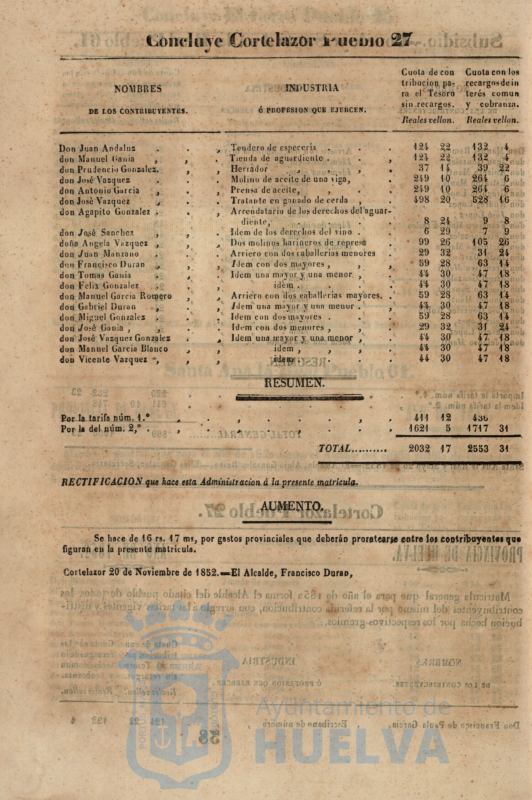 Concluye Cortelazor Pueblo 27
NOMBRES DE LOS CONTRIBUYENTES. INDUSTRIA Ó PROFESION QUE EJERCEN. Cuota de contribucion para el Tesoro sin recargos. Reales vellon. Cuota con los recargos de interés comun y cobranza. Reales vellon.
Don Juan Andaluz . . , Tendero de especeria . . . 124 22 132 4
don Manuel Gania , , , Tienda de aguardiente . . , 124 22 132 4
don Prudencio Gonzalez. , , Herrador , , , , 37 14 39 22
don José Vazquez . , , Molino de aceite de una viga, , 249 10 264 6
don Antonio Garcia , , , Prensa de aceite, , , , 249 10 264 6
don José Vazquez , , Tratante en ganado de cerda , , 498 20 528 16
don Agapito Gonzalez . , , Arrendatario de los derechos del aguar-
diente, . . . 8 24 9 8
don José Sanchez , , , Idem de los derechos del vino . . 6 29 7 9
doña Angela Vazquez , , , Dos molinos harineros de represa 99 26 105 26
don Juan Manzano , , Arriero con dos caballerias menores 29 32 31 24
don Francisco Duran , , , Idem con dos mayores , , , 59 28 63 14
don Tomas Gania , , , Idem una mayor y una menor , , 44 30 47 18
don Felix Gonzalez , , idem . , , 44 30 47 18
don Manuel Garcia Romero , , Arriero con dos caballerias mayores. , 59 28 63 14
don Gabriel Duran . , , Idem una mayor y una menor . , 44 30 47 18
don Miguel Gonzalez , , Idem con dos mayores . , , 59 28 63 14
don José Gania , , , Idem con dos menores , , , 29 32 31 24
don José Vazquez Gonzalez , , Idem una mayor y una menor , 44 30 47 18
don Manuel Garcia Blanco , , idem , , , , 44 30 47 18
don Vicente Vazquez . , , idem . , , 44 30 47 18
RESUMEN.
Por la tarifa núm. 1.º , . , , , , , 411 12 436
Por la del núm. 2,º . , , , , , , , 1621 5 1717 31
TOTAL.......... 2032 17 2553 31
RECTIFICACION que hace esta Administracion á la presente matricula.
AUMENTO.
Se hace de 16 rs. 17 ms, por gastos provinciales que deberán proratearse entre los contribuyentes que
figuran en la presente matricula.
Cortelazor 20 de Noviembre de 1852.—El Alcalde, Francisco Duran,
Ayuntamiento de
HUELVA